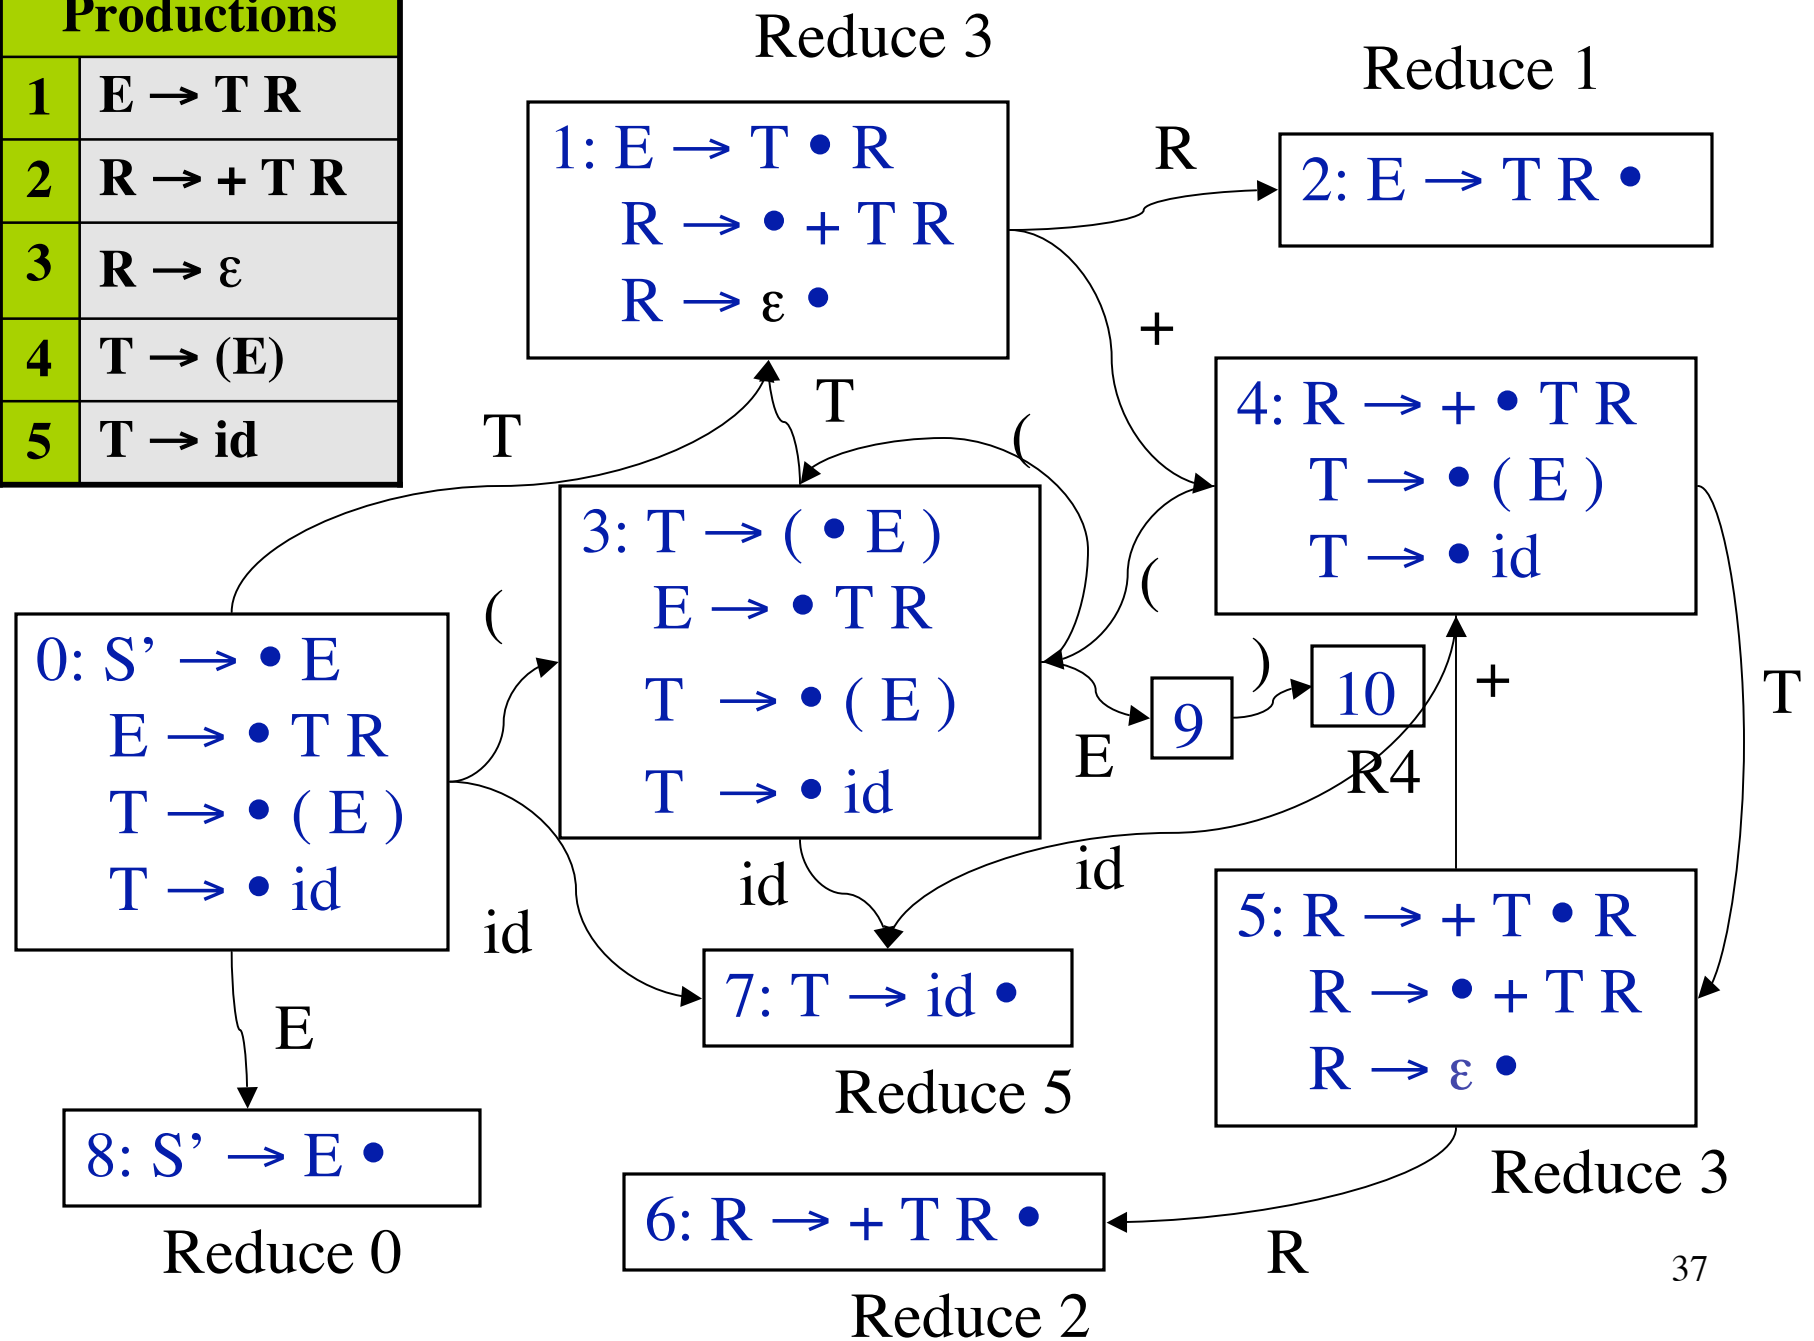 Productions
1 E → T R
2 R → + T R
3 R → ε
4 T → (E)
5 T → id
Reduce 3
1: E → T • R
R → • + T R
R → ε •
R
Reduce 1
2: E → T R •
+
T
T
(
4: R → + • T R
T → • ( E )
T → • id
3: T → ( • E )
E → • T R
T → • ( E )
T → • id
(
(
0: S’ → • E
E → • T R
T → • ( E )
T → • id
E
9
)
10
R4
+
T
id
id
id
7: T → id •
Reduce 5
5: R → + T • R
R → • + T R
R → ε •
Reduce 3
E
8: S’ → E •
Reduce 0
6: R → + T R •
Reduce 2
R
37